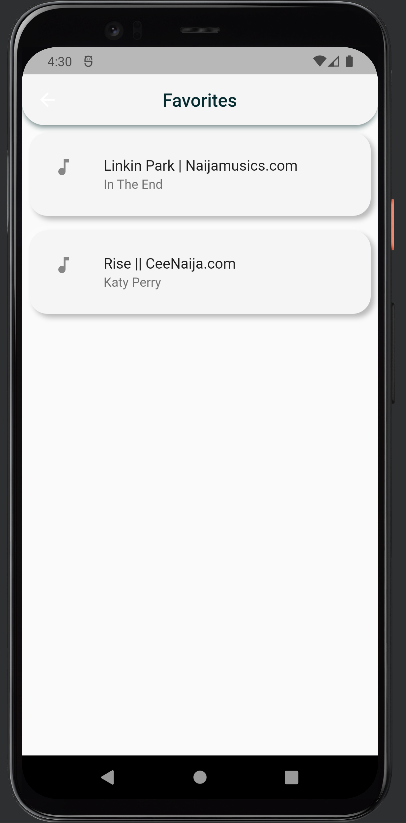 4:30
Favorites
Linkin Park | Naijamusics.com
In The End
Rise || CeeNaija.com
Katy Perry